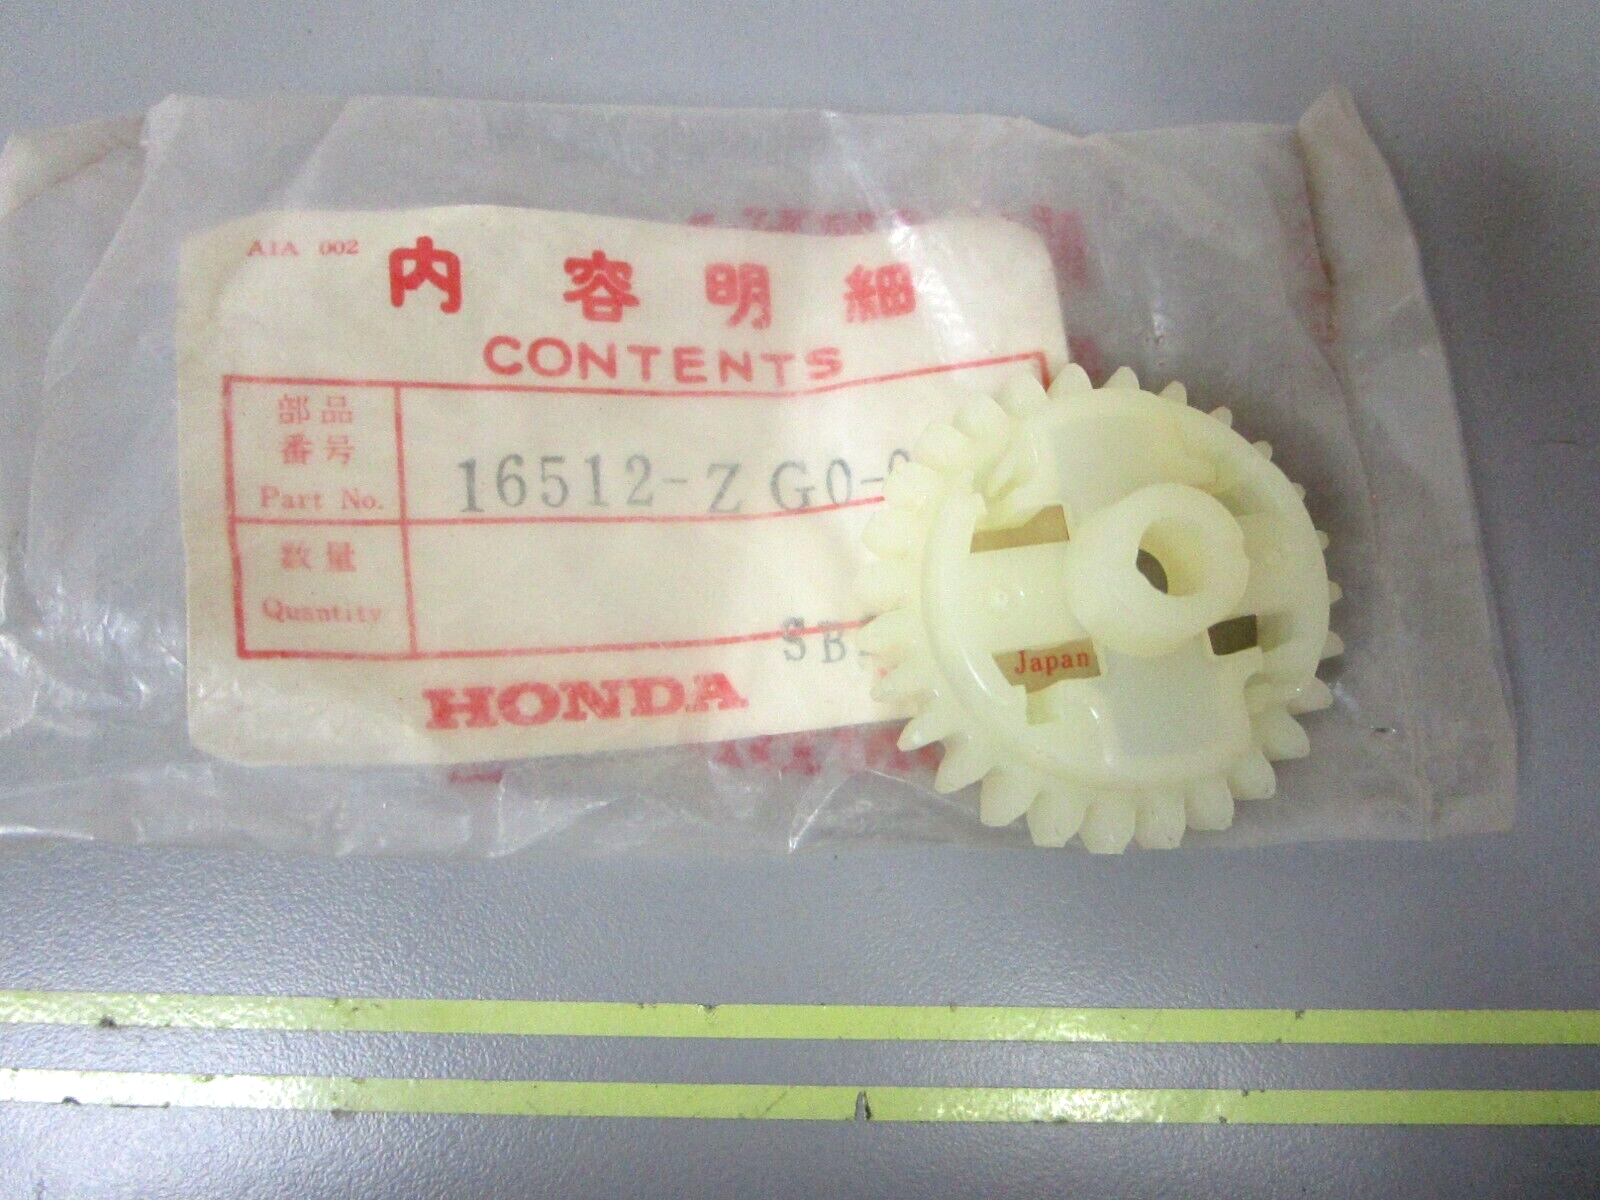 A1A 002
内容明細
CONTENTS
部品
番号
Part No.
16512-ZG0-
数量
Quantity
SB
HONDA
Japan